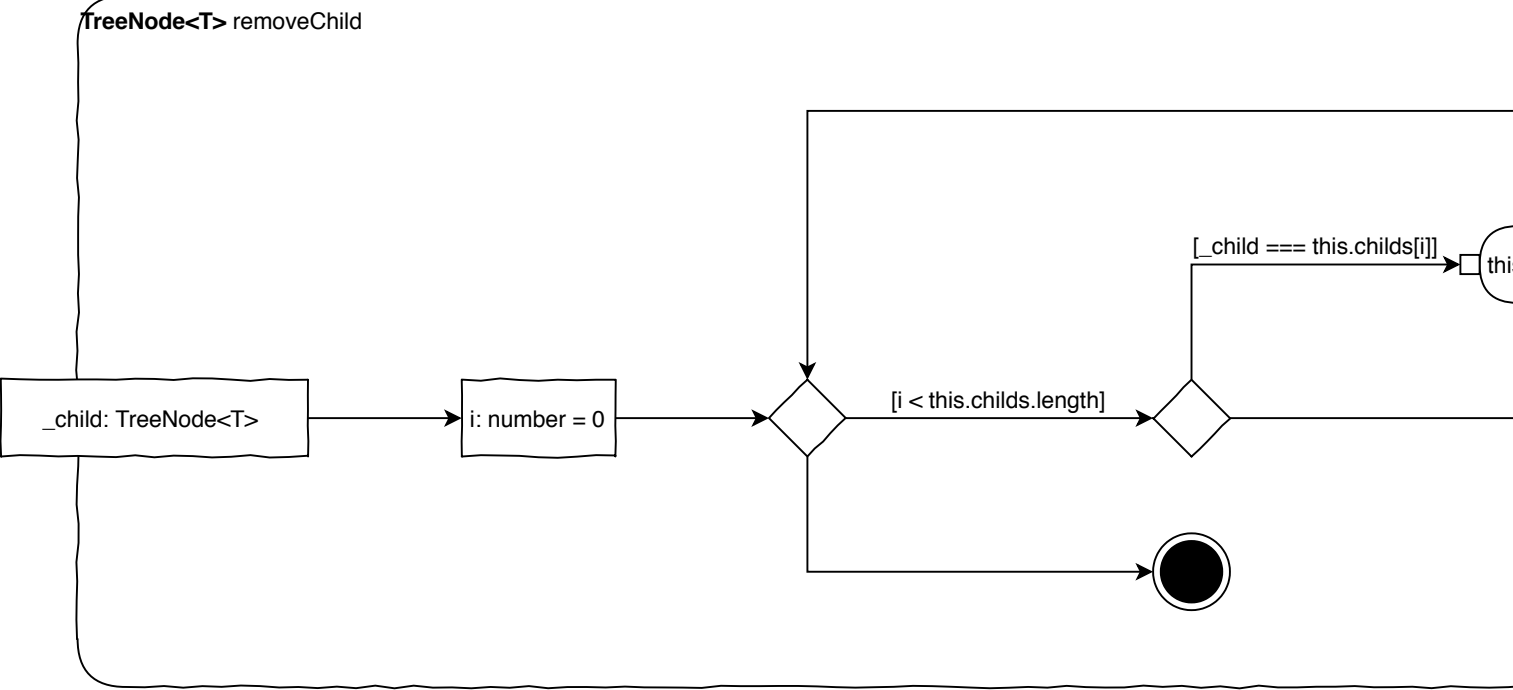 TreeNode<T> removeChild
[_child === this.childs[i]]
[i < this.childs.length]
_child: TreeNode<T>
i: number = 0